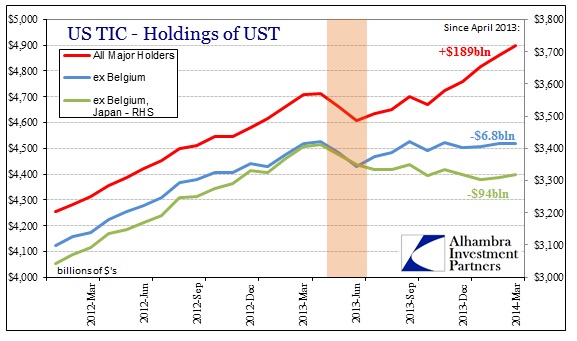 US TIC - Holdings of UST
Since April 2013:
All Major Holders
ex Belgium
ex Belgium,
Japan - RHS
+$189bln
-$6.8bln
-$94bln
$5,000
$4,900
$4,800
$4,700
$4,600
$4,500
$4,400
$4,300
$4,200
$4,100
$4,000
$3,800
$3,700
$3,600
$3,500
$3,400
$3,300
$3,200
$3,100
$3,000
billions of $'s
Alhambra
Investment
Partners
2012-Mar
2012-Jun
2012-Sep
2012-Dec
2013-Mar
2013-Jun
2013-Sep
2013-Dec
2014-Mar